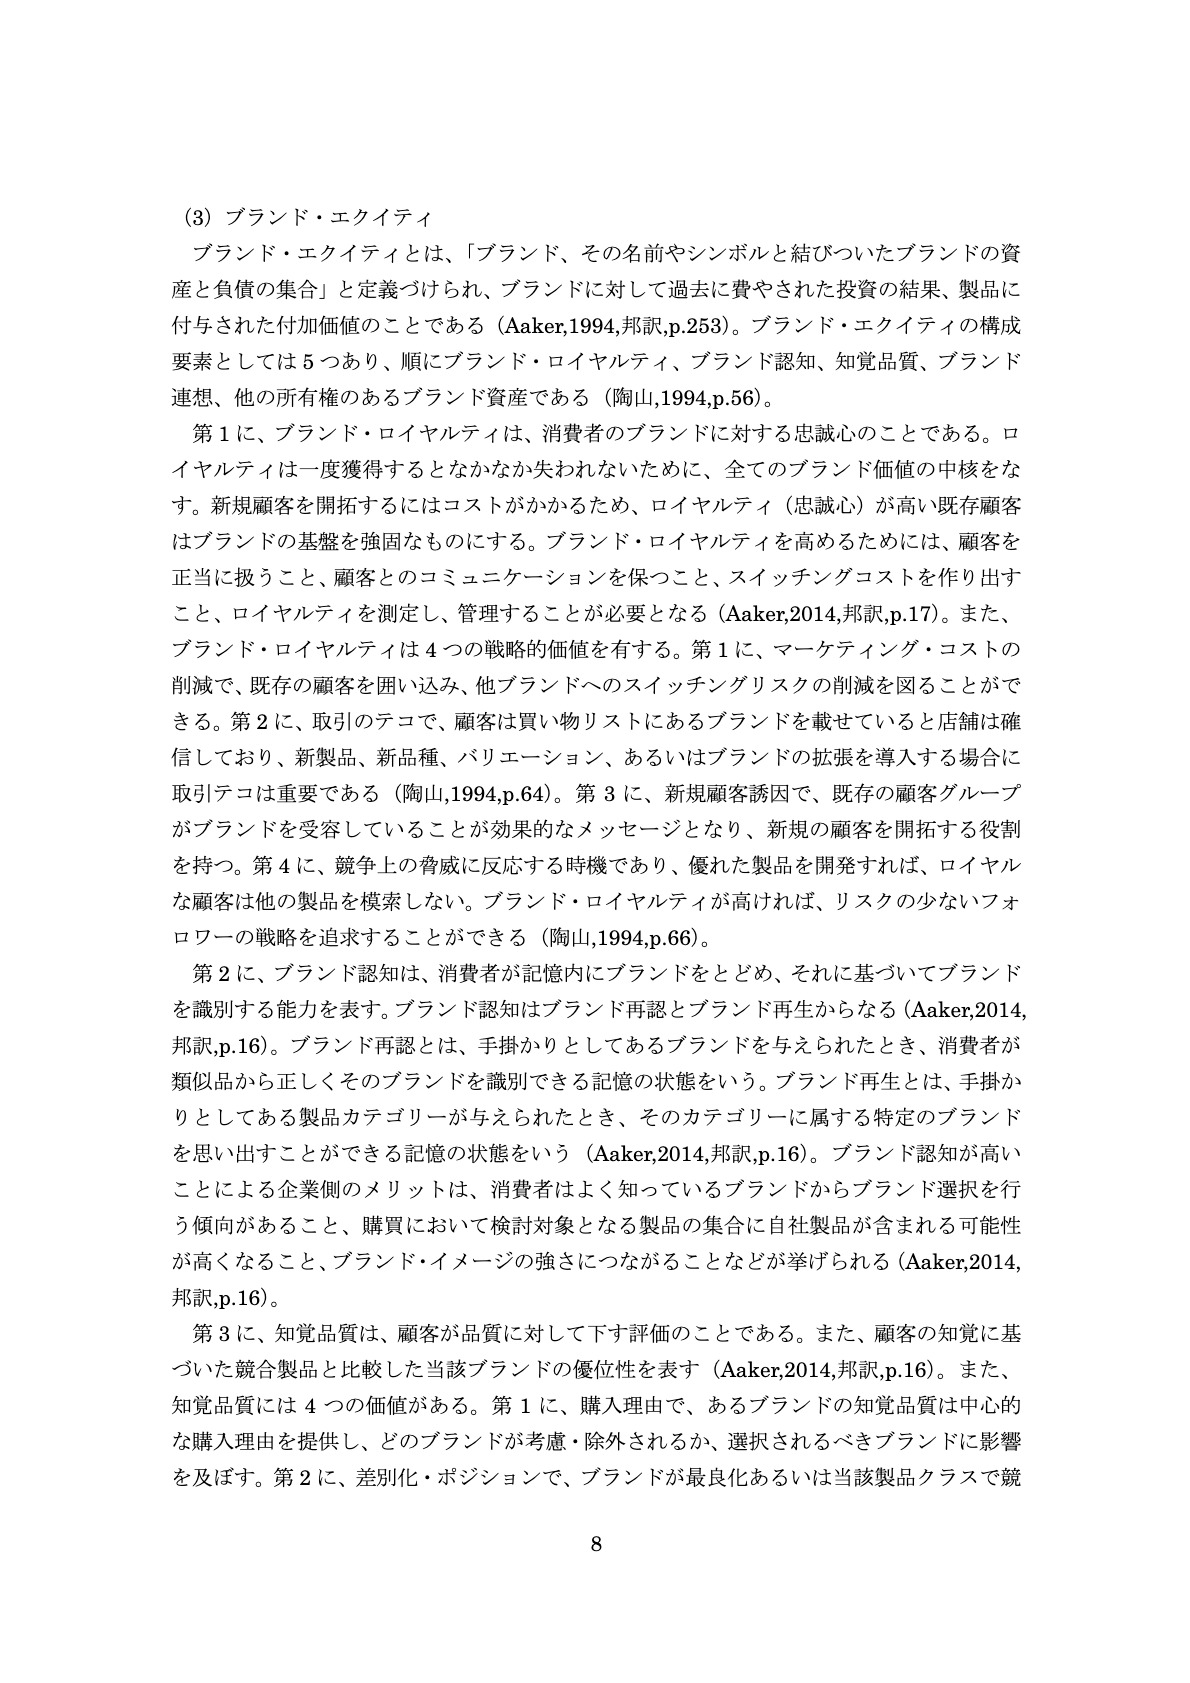 （3）ブランド・エクイティ
ブランド・エクイティとは、「ブランド、その名前やシンボルと結びついたブランドの資
産と負債の集合」と定義づけられ、ブランドに対して過去に費やされた投資の結果、製品に
付与された付加価値のことである（Aaker,1994,邦訳,p.253）。ブランド・エクイティの構成
要素としては 5 つあり、順にブランド・ロイヤルティ、ブランド認知、知覚品質、ブランド
連想、他の所有権のあるブランド資産である（陶山,1994,p.56）。
第 1 に、ブランド・ロイヤルティは、消費者のブランドに対する忠誠心のことである。ロ
イヤルティは一度獲得するとなかなか失われないために、全てのブランド価値の中核をな
す。新規顧客を開拓するにはコストがかかるため、ロイヤルティ（忠誠心）が高い既存顧客
はブランドの基盤を強固なものにする。ブランド・ロイヤルティを高めるためには、顧客を
正当に扱うこと、顧客とのコミュニケーションを保つこと、スイッチングコストを作り出す
こと、ロイヤルティを測定し、管理することが必要となる（Aaker,2014,邦訳,p.17）。また、
ブランド・ロイヤルティは 4 つの戦略的価値を有する。第 1 に、マーケティング・コストの
削減で、既存の顧客を囲い込み、他ブランドへのスイッチングリスクの削減を図ることがで
きる。第 2 に、取引のテコで、顧客は買い物リストにあるブランドを載せていると店舗は確
信しており、新製品、新品種、バリエーション、あるいはブランドの拡張を導入する場合に
取引テコは重要である（陶山,1994,p.64）。第 3 に、新規顧客誘因で、既存の顧客グループ
がブランドを受容していることが効果的なメッセージとなり、新規の顧客を開拓する役割
を持つ。第 4 に、競争上の脅威に反応する時機であり、優れた製品を開発すれば、ロイヤル
な顧客は他の製品を模索しない。ブランド・ロイヤルティが高ければ、リスクの少ないフォ
ロワーの戦略を追求することができる（陶山,1994,p.66）。
第 2 に、ブランド認知は、消費者が記憶内にブランドをとどめ、それに基づいてブランド
を識別する能力を表す。ブランド認知はブランド再認とブランド再生からなる（Aaker,2014,
邦訳,p.16）。ブランド再認とは、手掛かりとしてあるブランドを与えられたとき、消費者が
類似品から正しくそのブランドを識別できる記憶の状態をいう。ブランド再生とは、手掛か
りとしてある製品カテゴリーが与えられたとき、そのカテゴリーに属する特定のブランド
を思い出すことができる記憶の状態をいう（Aaker,2014,邦訳,p.16）。ブランド認知が高い
ことによる企業側のメリットは、消費者はよく知っているブランドからブランド選択を行
う傾向があること、購買において検討対象となる製品の集合に自社製品が含まれる可能性
が高くなること、ブランド・イメージの強さにつながることなどが挙げられる（Aaker,2014,
邦訳,p.16）。
第 3 に、知覚品質は、顧客が品質に対して下す評価のことである。また、顧客の知覚に基
づいた競合製品と比較した当該ブランドの優位性を表す（Aaker,2014,邦訳,p.16）。また、
知覚品質には 4 つの価値がある。第 1 に、購入理由で、あるブランドの知覚品質は中心的
な購入理由を提供し、どのブランドが考慮・除外されるか、選択されるべきブランドに影響
を及ぼす。第 2 に、差別化・ポジションで、ブランドが最良化あるいは当該製品クラスで競
8